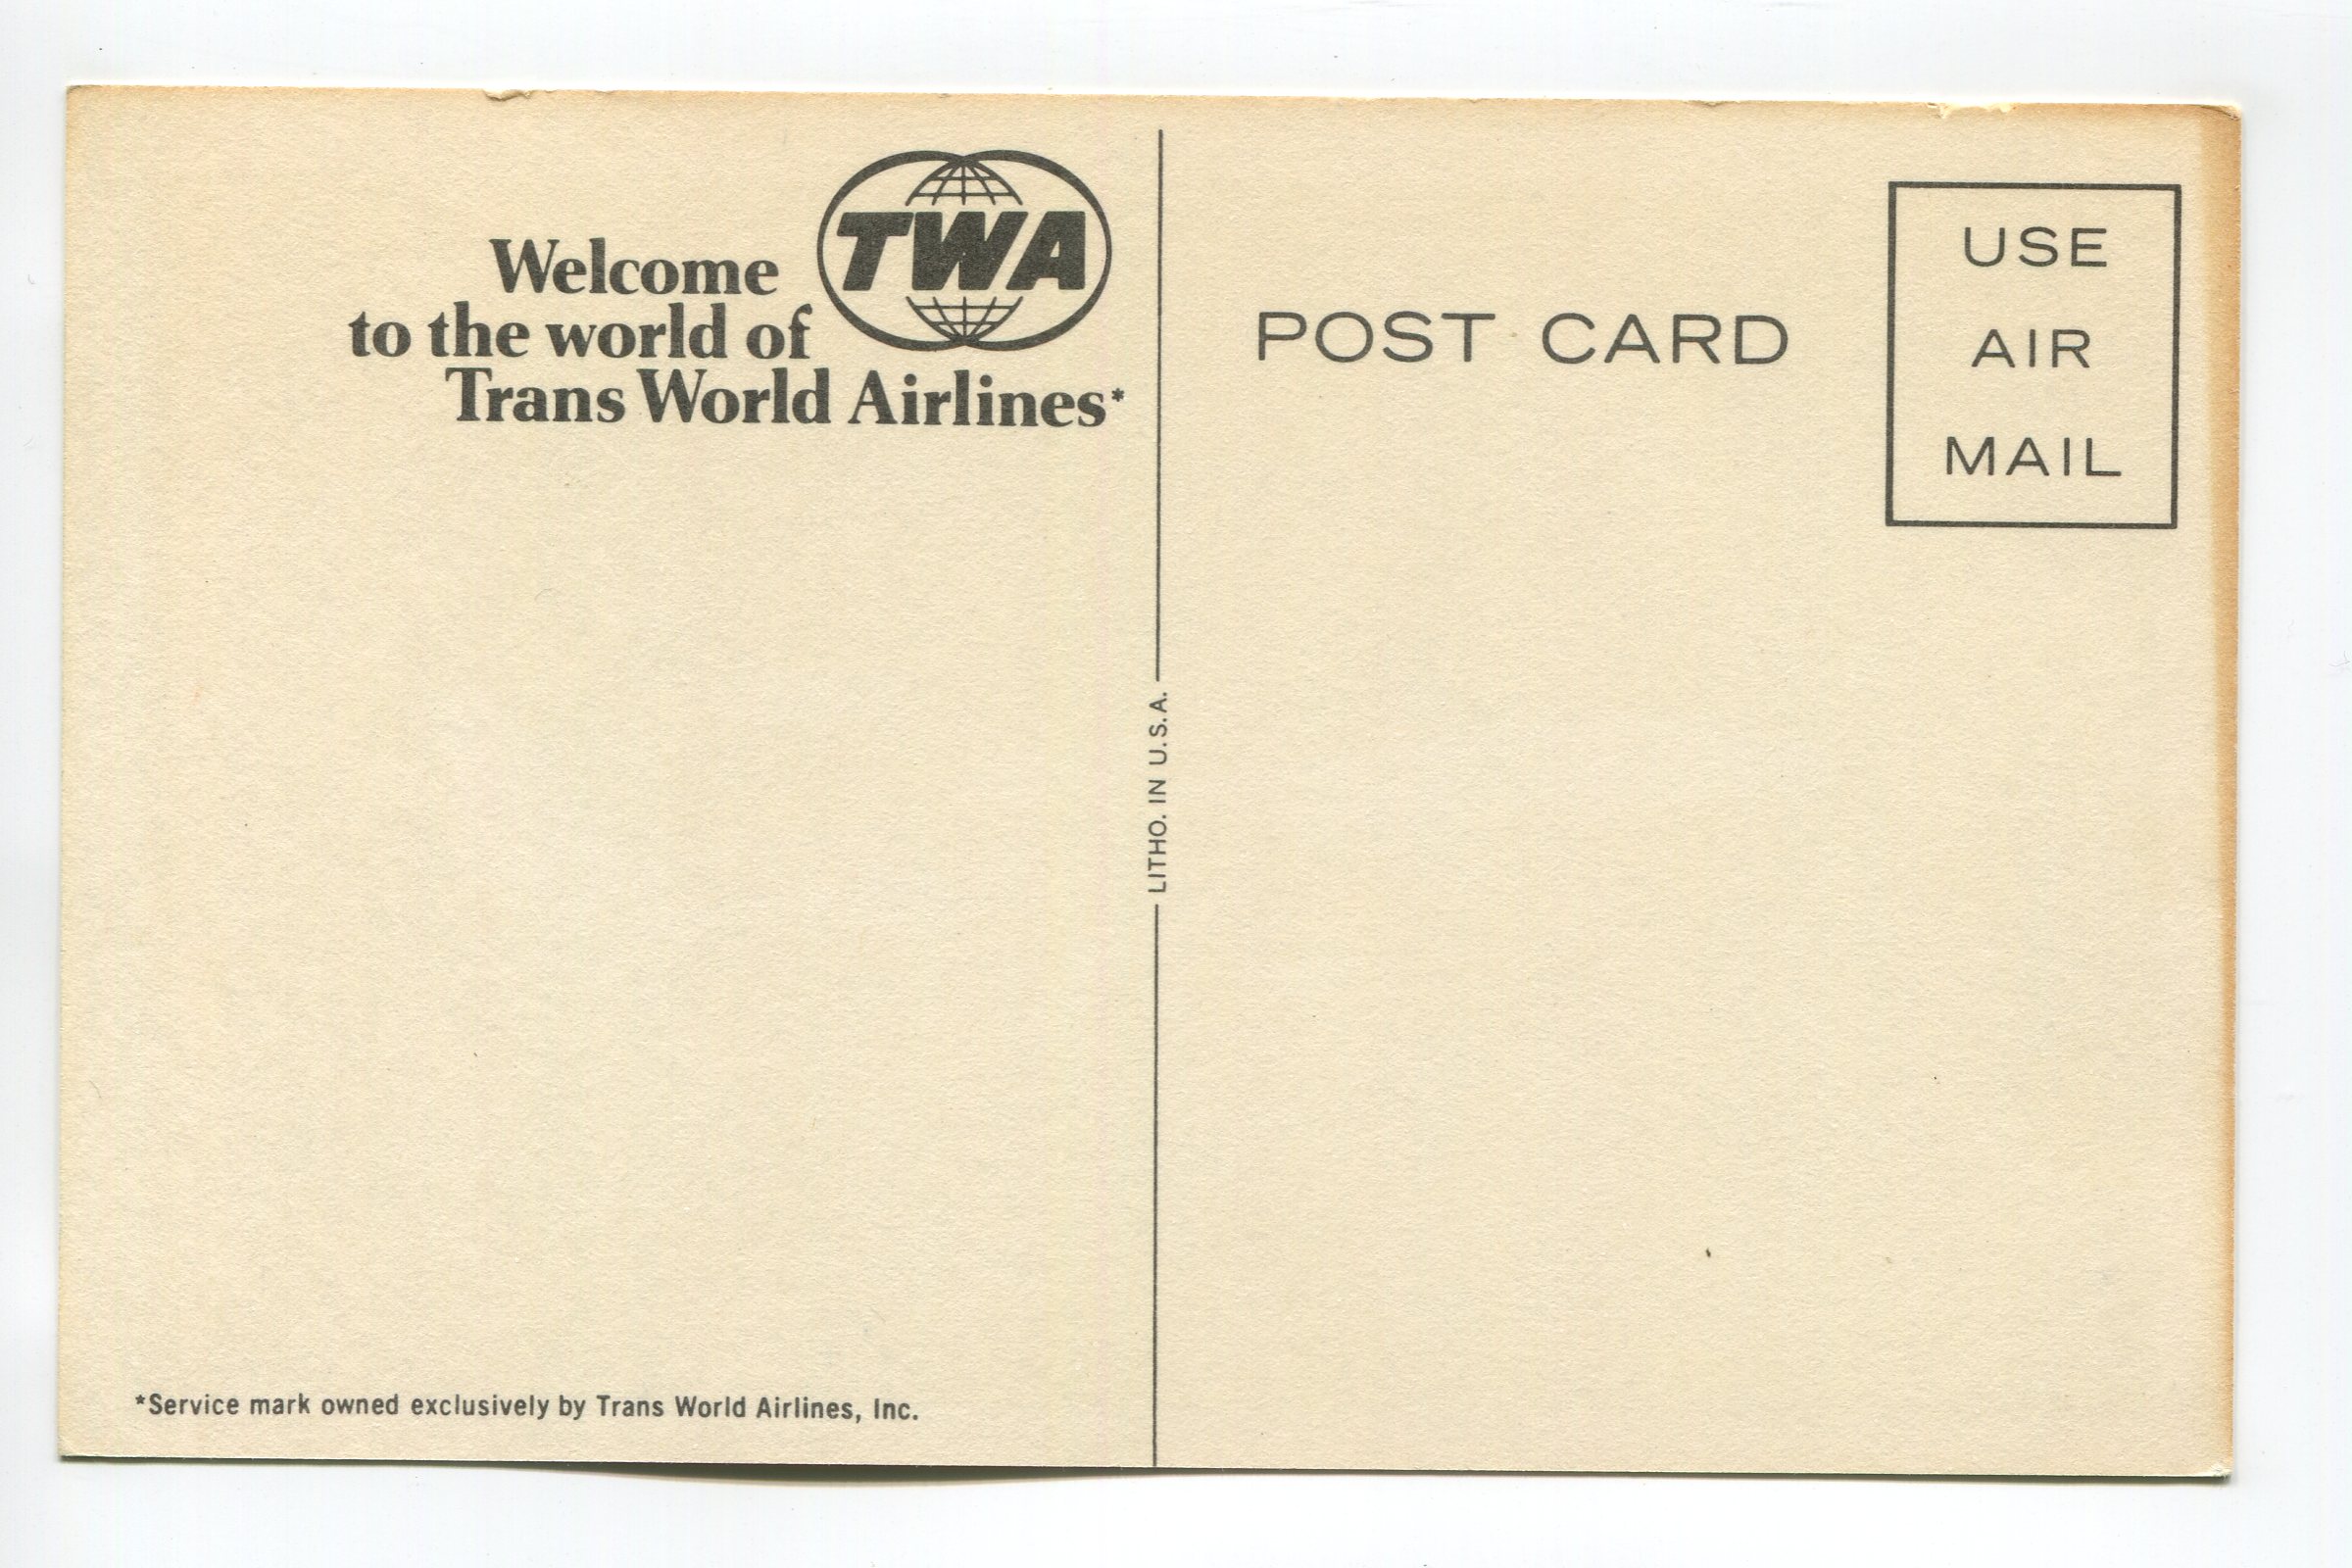 TWA
Welcome
to the world of
Trans World Airlines*
POST CARD
USE
AIR
MAIL
LITHO. IN U.S.A.
*Service mark owned exclusively by Trans World Airlines, Inc.